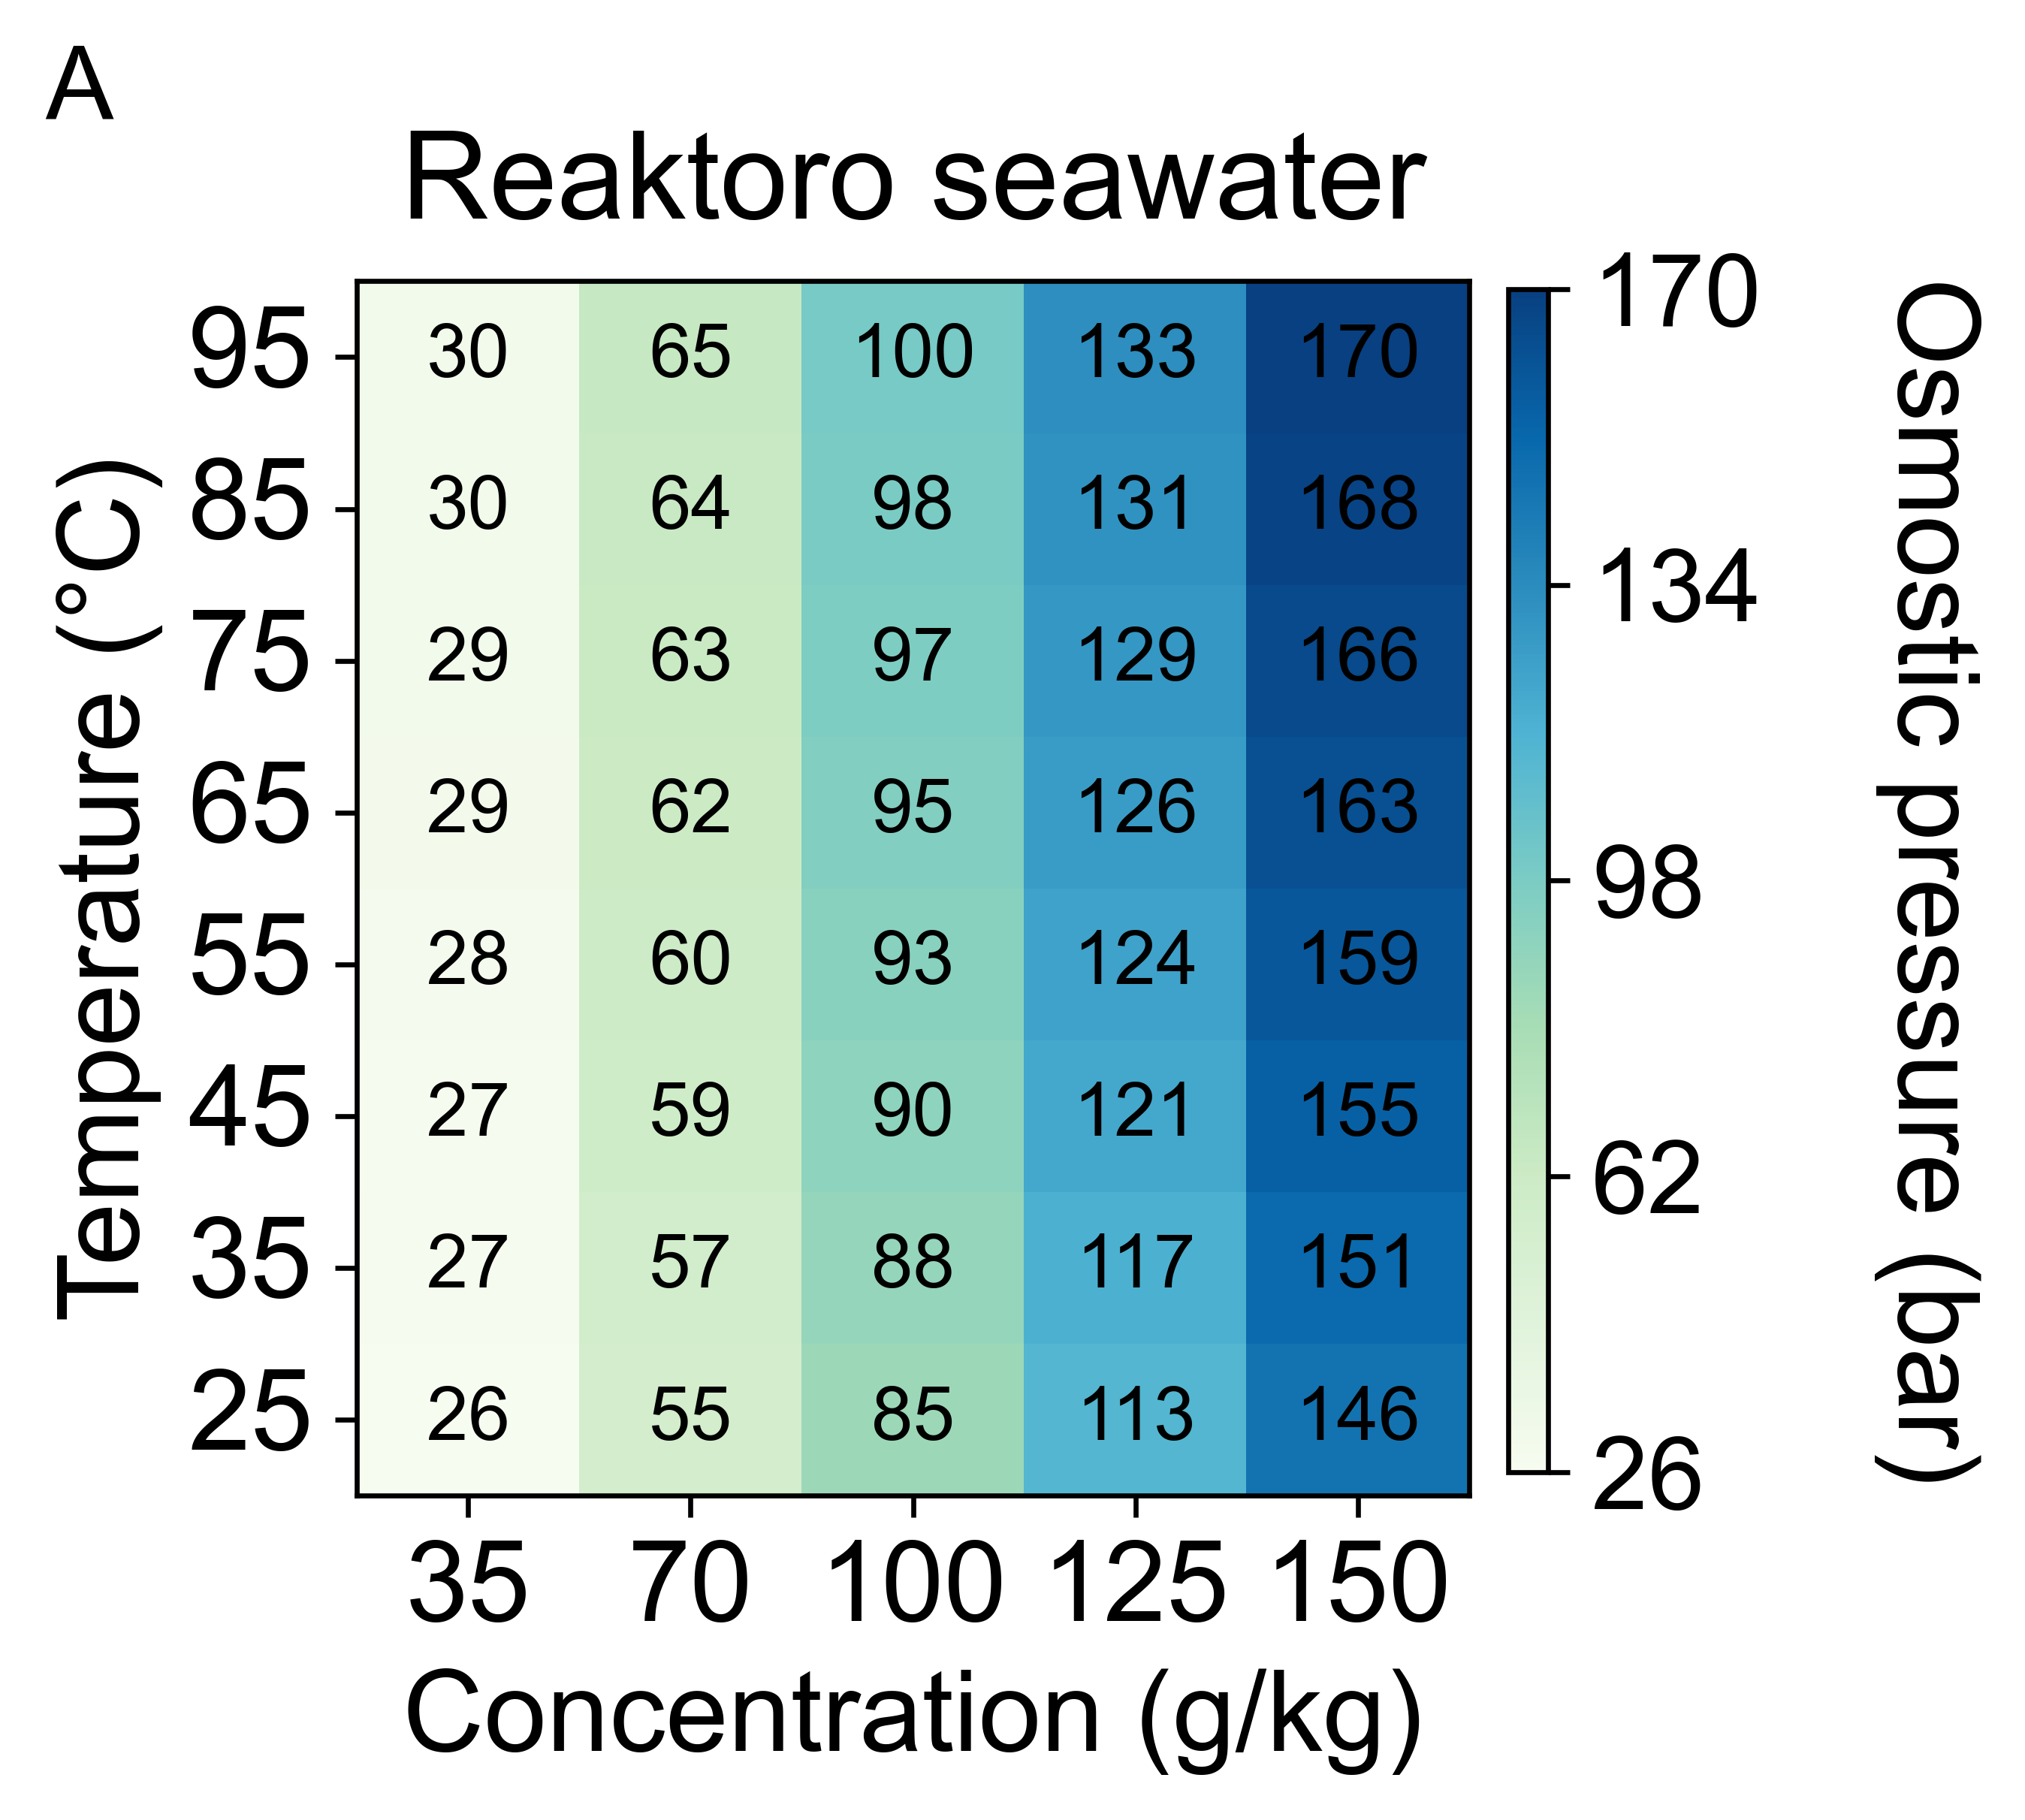 A
Reaktoro seawater
Temperature (°C)
95 30 65 100 133 170
85 30 64 98 131 168
75 29 63 97 129 166
65 29 62 95 126 163
55 28 60 93 124 159
45 27 59 90 121 155
35 27 57 88 117 151
25 26 55 85 113 146
35 70 100 125 150
Concentration (g/kg)
170
134
98
62
26
Osmostic pressure (bar)